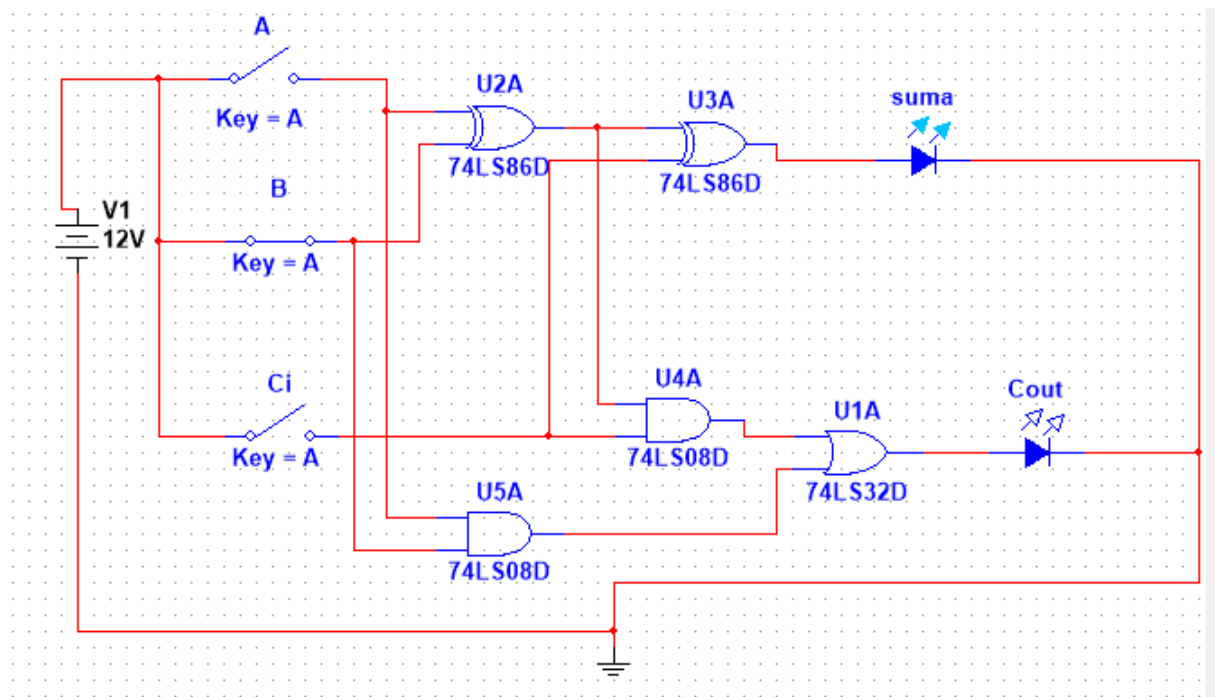 A
Key = A
U2A
74LS86D
U3A
74LS86D
suma
B
Key = A
V1
12V
Ci
Key = A
U4A
74LS08D
U1A
74LS32D
Cout
U5A
74LS08D